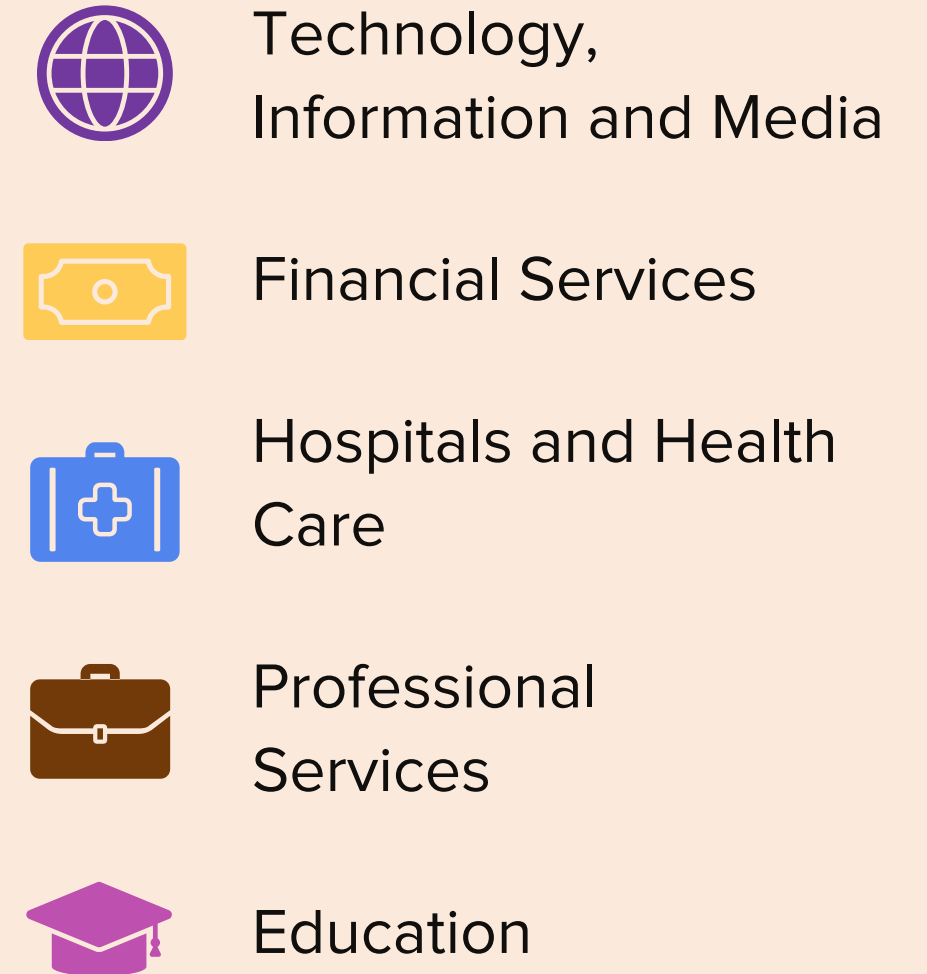 Technology,
Information and Media
Financial Services
Hospitals and Health
Care
Professional
Services
Education